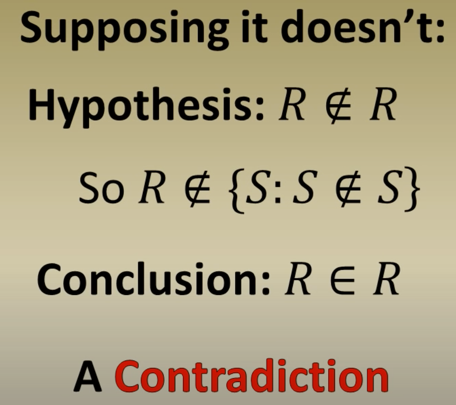 Supposing it doesn't:
Hypothesis: R ∉ R
So R ∉ {S: S ∉ S}
Conclusion: R ∈ R
A Contradiction